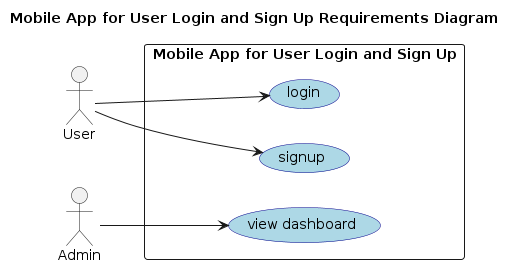 Mobile App for User Login and Sign Up Requirements Diagram
Mobile App for User Login and Sign Up
login
User
signup
view dashboard
Admin